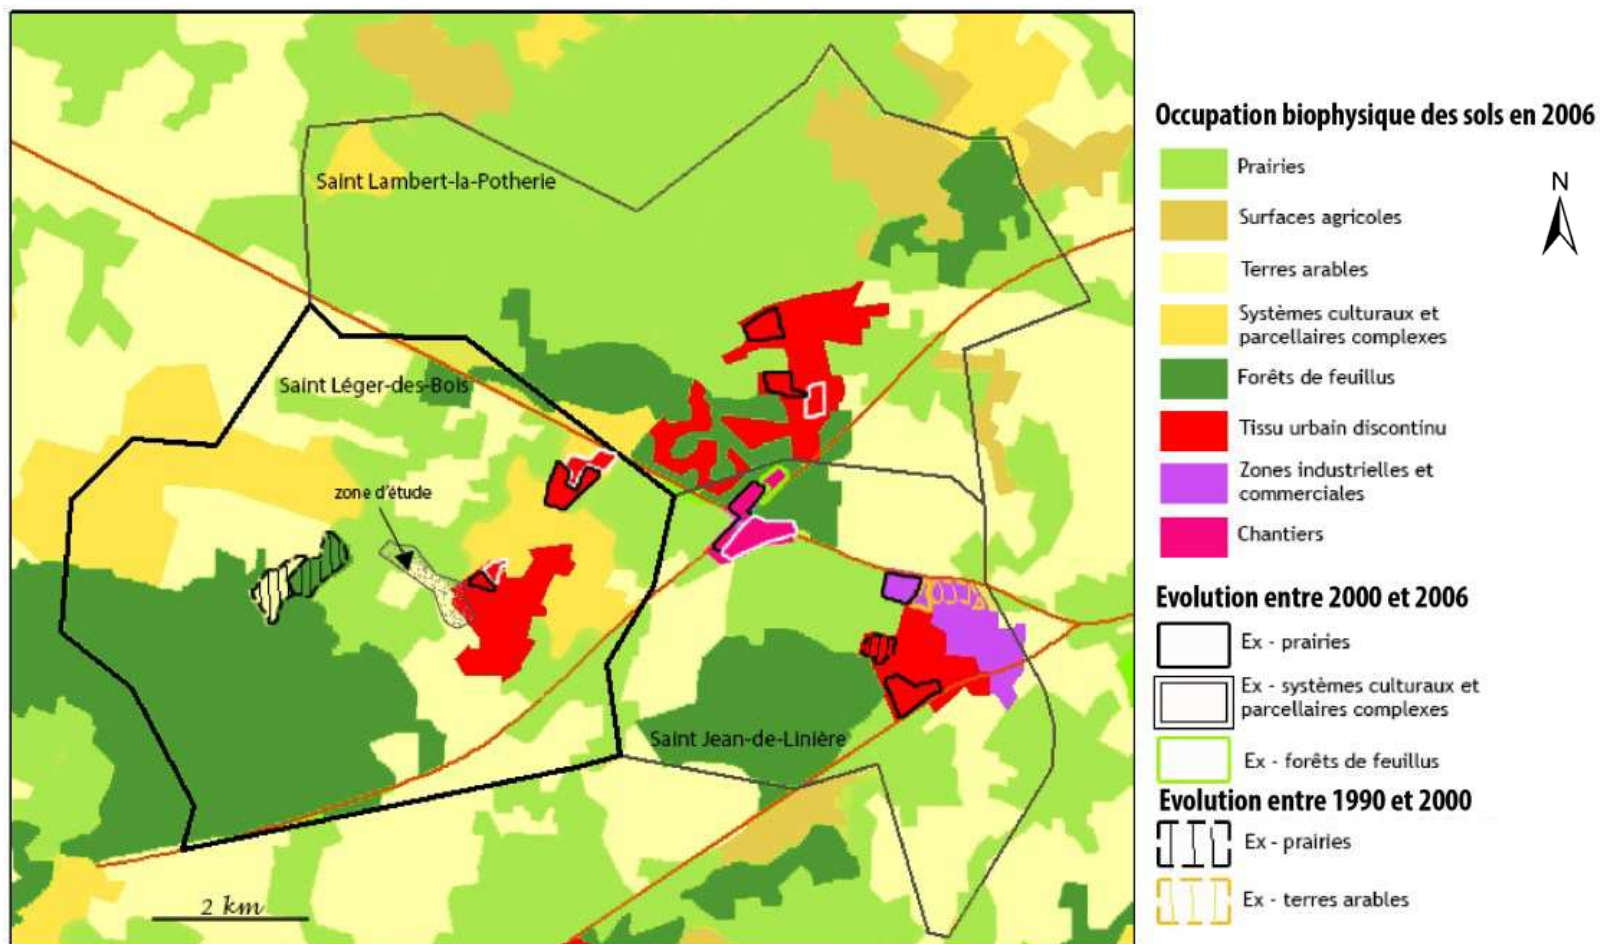 Saint Lambert-la-Potherie
Saint Léger-des-Bois
zone d'étude
Saint Jean-de-Linière
2 km
Occupation biophysique des sols en 2006
N
Prairies
Surfaces agricoles
Terres arables
Systèmes culturaux et
parcellaires complexes
Forêts de feuillus
Tissu urbain discontinu
Zones industrielles et
commerciales
Chantiers
Evolution entre 2000 et 2006
Ex - prairies
Ex - systèmes culturaux et
parcellaires complexes
Ex - forêts de feuillus
Evolution entre 1990 et 2000
Ex - prairies
Ex - terres arables